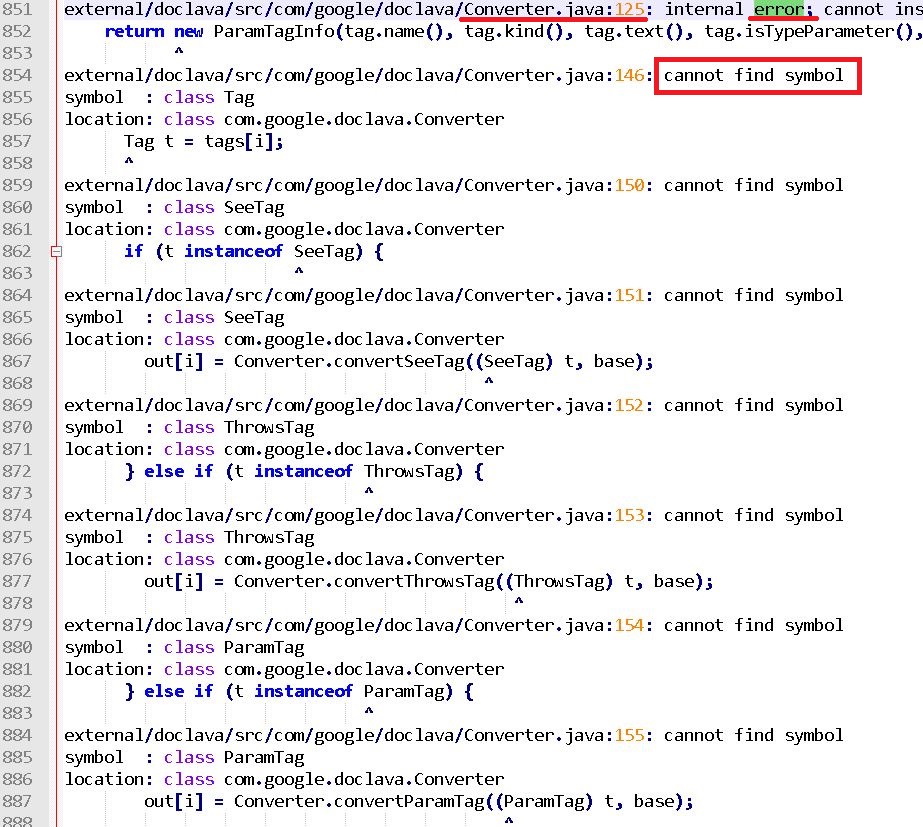 851 external/doclava/src/com/google/doclava/Converter.java:125: internal error; cannot ins
852 return new ParamTagInfo(tag.name(), tag.kind(), tag.text(), tag.isTypeParameter(),
853 ^
854 external/doclava/src/com/google/doclava/Converter.java:146: cannot find symbol
855 symbol  : class Tag
856 location: class com.google.doclava.Converter
857 Tag t = tags[i];
858 ^
859 external/doclava/src/com/google/doclava/Converter.java:150: cannot find symbol
860 symbol  : class SeeTag
861 location: class com.google.doclava.Converter
862 if (t instanceof SeeTag) {
863 ^
864 external/doclava/src/com/google/doclava/Converter.java:151: cannot find symbol
865 symbol  : class SeeTag
866 location: class com.google.doclava.Converter
867 out[i] = Converter.convertSeeTag((SeeTag) t, base);
868 ^
869 external/doclava/src/com/google/doclava/Converter.java:152: cannot find symbol
870 symbol  : class ThrowsTag
871 location: class com.google.doclava.Converter
872 } else if (t instanceof ThrowsTag) {
873 ^
874 external/doclava/src/com/google/doclava/Converter.java:153: cannot find symbol
875 symbol  : class ThrowsTag
876 location: class com.google.doclava.Converter
877 out[i] = Converter.convertThrowsTag((ThrowsTag) t, base);
878 ^
879 external/doclava/src/com/google/doclava/Converter.java:154: cannot find symbol
880 symbol  : class ParamTag
881 location: class com.google.doclava.Converter
882 } else if (t instanceof ParamTag) {
883 ^
884 external/doclava/src/com/google/doclava/Converter.java:155: cannot find symbol
885 symbol  : class ParamTag
886 location: class com.google.doclava.Converter
887 out[i] = Converter.convertParamTag((ParamTag) t, base);
888 ^